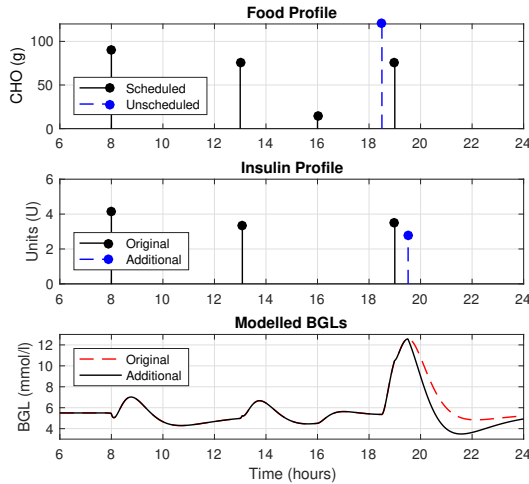 Food Profile
CHO (g)
100
50
0
Scheduled
Unscheduled
6 8 10 12 14 16 18 20 22 24
Insulin Profile
Units (U)
6
4
2
0
Original
Additional
6 8 10 12 14 16 18 20 22 24
Modelled BGLs
BGL (mmol/l)
12
10
8
6
4
Original
Additional
6 8 10 12 14 16 18 20 22 24
Time (hours)